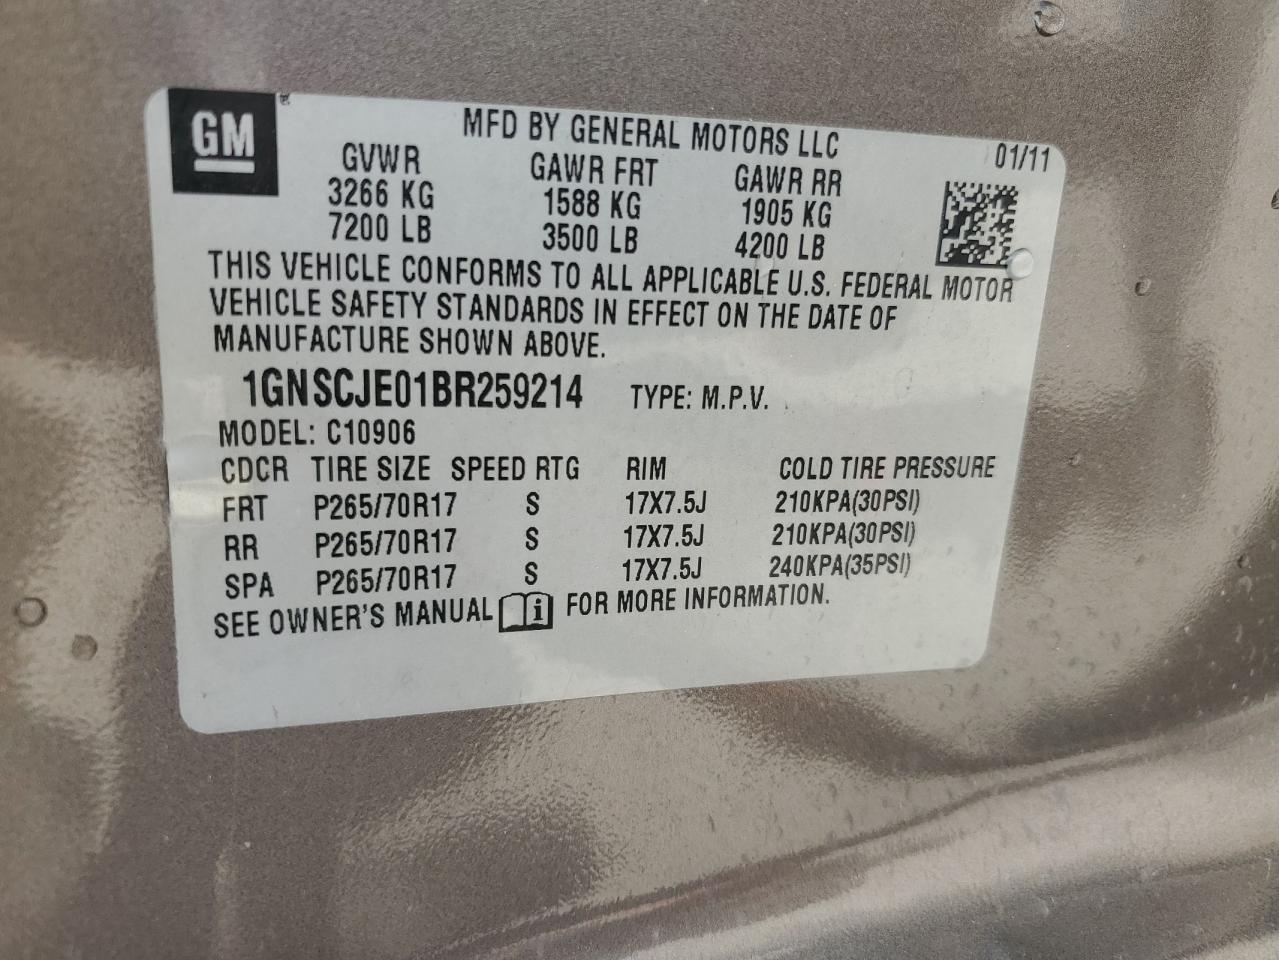 GM
MFD BY GENERAL MOTORS LLC
01/11
GVWR GAWR FRT GAWR RR
3266 KG 1588 KG 1905 KG
7200 LB 3500 LB 4200 LB
THIS VEHICLE CONFORMS TO ALL APPLICABLE U.S. FEDERAL MOTOR
VEHICLE SAFETY STANDARDS IN EFFECT ON THE DATE OF
MANUFACTURE SHOWN ABOVE.
1GNSCJE01BR259214 TYPE: M.P.V.
MODEL: C10906
CDCR TIRE SIZE SPEED RTG RIM COLD TIRE PRESSURE
FRT P265/70R17 S 17X7.5J 210KPA(30PSI)
RR P265/70R17 S 17X7.5J 210KPA(30PSI)
SPA P265/70R17 S 17X7.5J 240KPA(35PSI)
SEE OWNER'S MANUAL i FOR MORE INFORMATION.